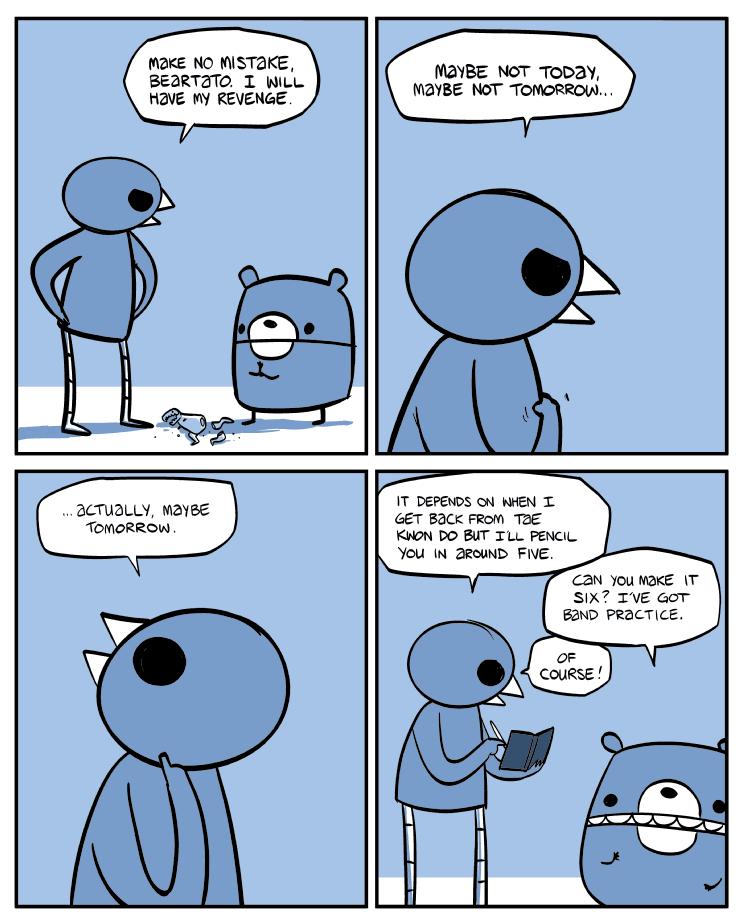 MAKE NO MISTAKE,
BEARTATO. I WILL
HAVE MY REVENGE.
MAYBE NOT TODAY,
MAYBE NOT TOMORROW...
...ACTUALLY, MAYBE
TOMORROW.
IT DEPENDS ON WHEN I
GET BACK FROM TAE
KWON DO BUT I'LL PENCIL
YOU IN AROUND FIVE.
CAN YOU MAKE IT
SIX? I'VE GOT
BAND PRACTICE.
OF
COURSE!